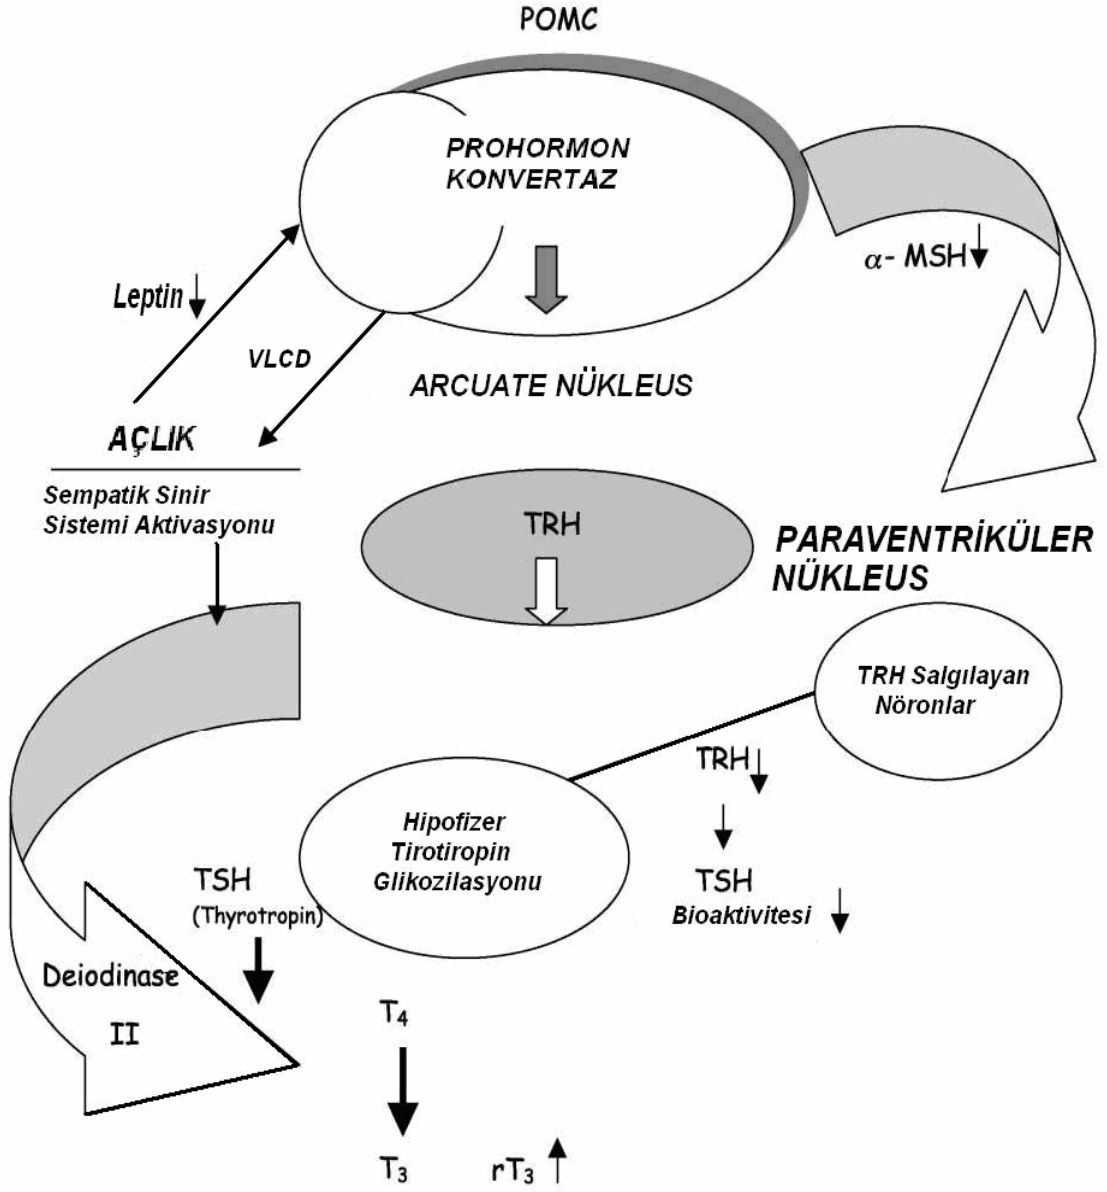 POMC
PROHORMON
KONVERTAZ
α- MSH
Leptin
VLCD
ARCUATE NÜKLEUS
AÇLIK
Sempatik Sinir
Sistemi Aktivasyonu
TRH
PARAVENTRİKÜLER
NÜKLEUS
TRH Salgılayan
Nöronlar
TRH
Hipofizer
Tirotiropin
Glikozilasyonu
TSH
(Thyrotropin)
TSH
Bioaktivitesi
Deiodinase
II
T4
T3
rT3